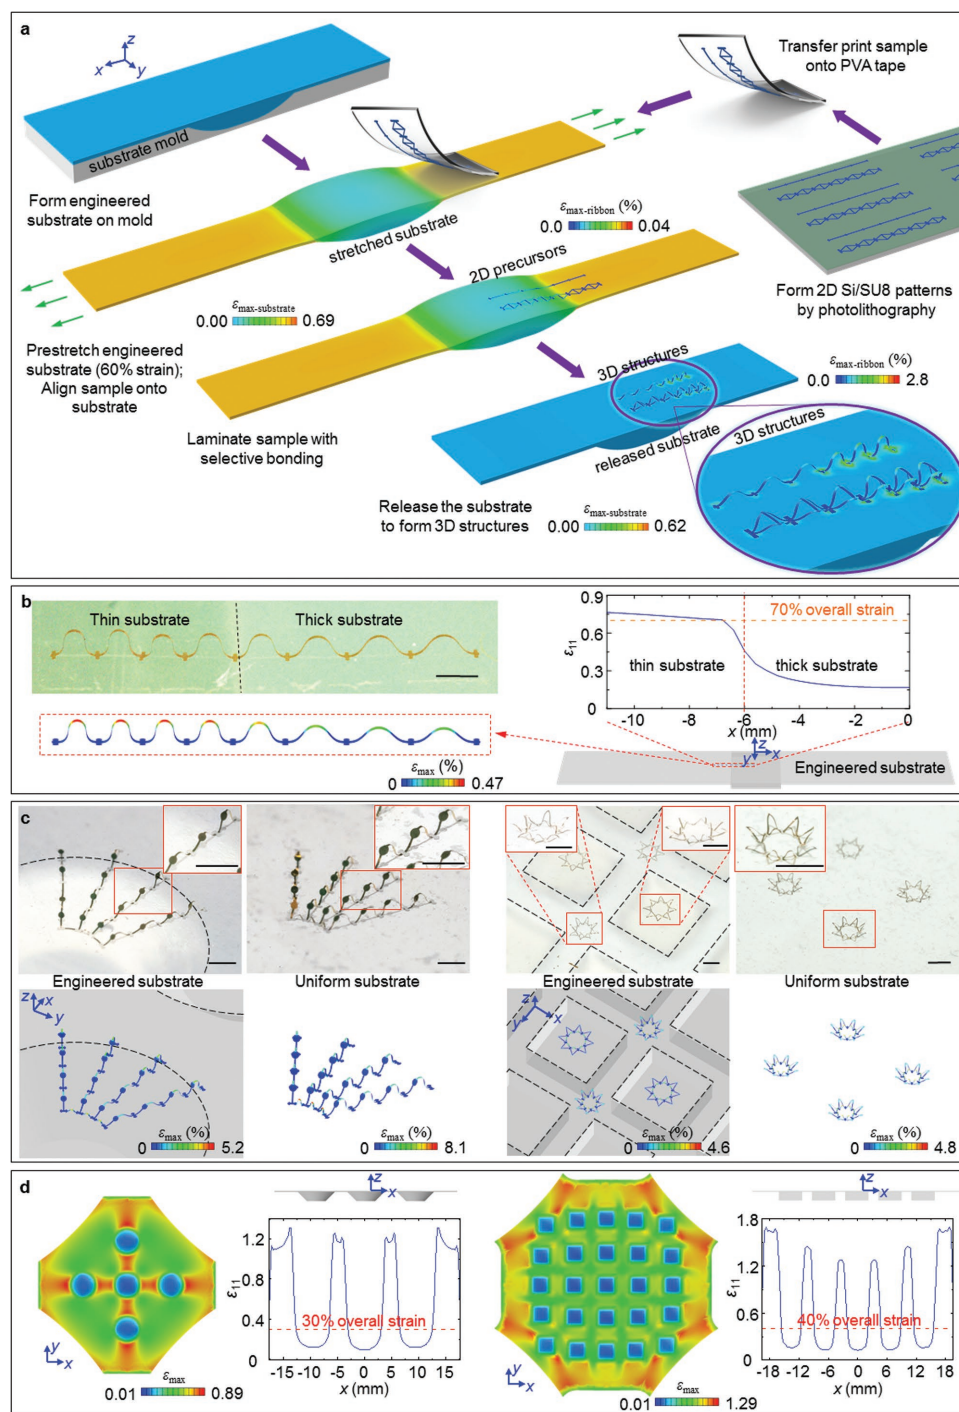 a
z
x
y
substrate mold
Form engineered
substrate on mold
Transfer print sample
onto PVA tape
stretched substrate
εmax-ribbon (%)
0.0 0.04
2D precursors
Form 2D Si/SU8 patterns
by photolithography
εmax-substrate
0.00 0.69
Prestretch engineered
substrate (60% strain);
Align sample onto
substrate
Laminate sample with
selective bonding
3D structures
released substrate
εmax-ribbon (%)
0.0 2.8
3D structures
Release the substrate
to form 3D structures
εmax-substrate
0.00 0.62
b
Thin substrate
Thick substrate
εmax (%)
0 0.47
0.9
0.6
0.3
0
ε11
70% overall strain
thin substrate
thick substrate
-10 -8 -6 -4 -2 0
x (mm)
z
y x
Engineered substrate
c
Engineered substrate
Uniform substrate
Engineered substrate
Uniform substrate
z
x
y
εmax (%)
0 5.2
εmax (%)
0 8.1
z
y x
εmax (%)
0 4.6
εmax (%)
0 4.8
d
z
x
1.2
0.8
0.4
0
ε11
30% overall strain
-15 -10 -5 0 5 10 15
x (mm)
y
x
εmax
0.01 0.89
z
x
1.8
1.2
0.6
0
ε11
40% overall strain
-18 -12 -6 0 6 12 18
x (mm)
y
x
εmax
0.01 1.29